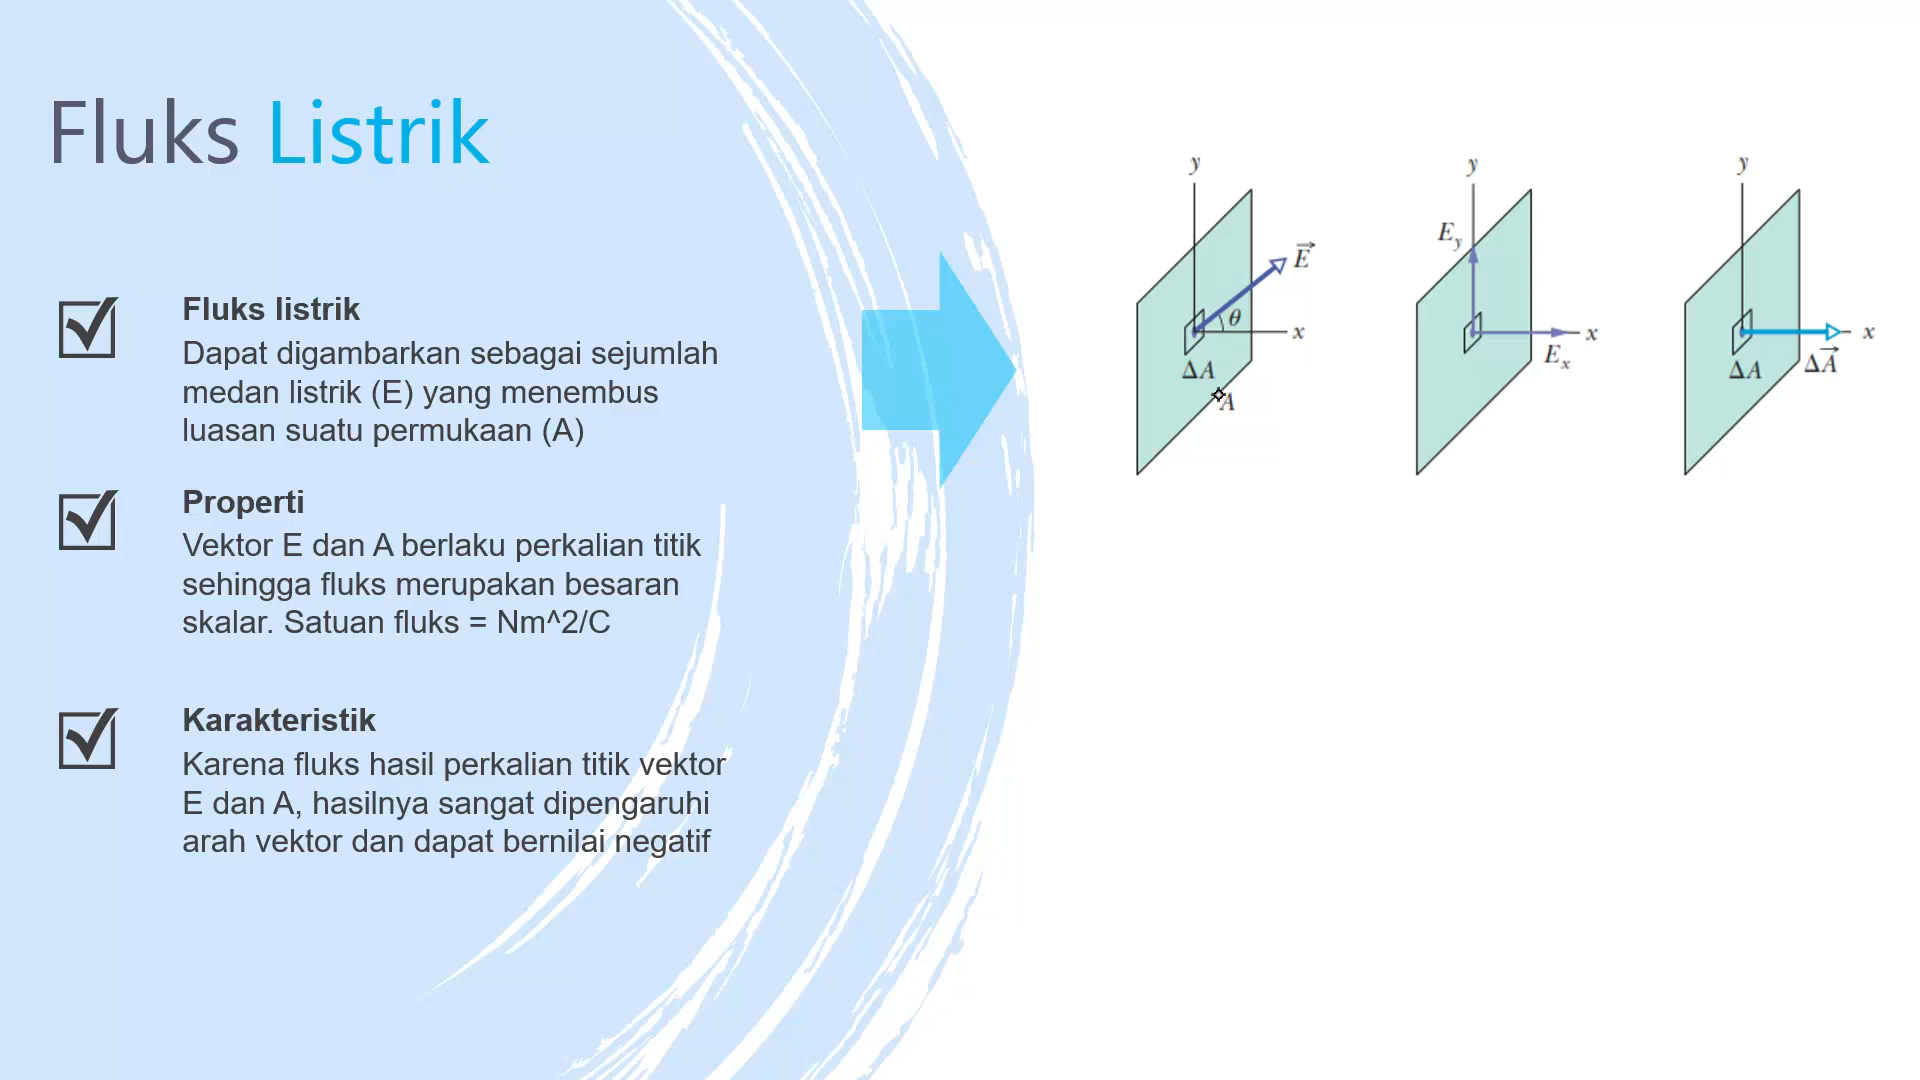 Fluks Listrik
Fluks listrik
Dapat digambarkan sebagai sejumlah
medan listrik (E) yang menembus
luasan suatu permukaan (A)
Properti
Vektor E dan A berlaku perkalian titik
sehingga fluks merupakan besaran
skalar. Satuan fluks = Nm^2/C
Karakteristik
Karena fluks hasil perkalian titik vektor
E dan A, hasilnya sangat dipengaruhi
arah vektor dan dapat bernilai negatif
y
E⃗
θ
x
ΔA
A
y
E_y
x
E_x
y
x
ΔA
ΔA⃗